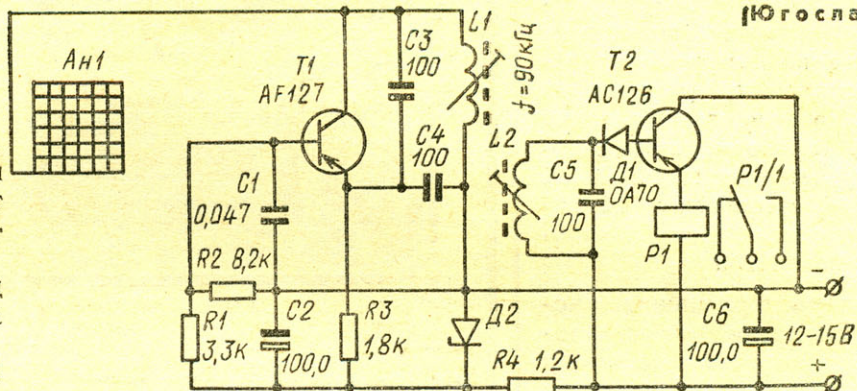 (Югосла
Ан1
T1
AF127
C3
100
L1
f=90кГц
T2
AC126
C4
100
L2
C5
100
Д1
OA70
P1/1
P1
C1
0,047
R2 8,2к
C2
100,0
R1
3,3к
R3
1,8к
Д2
R4 1,2к
C6
100,0
12-15В
−
+